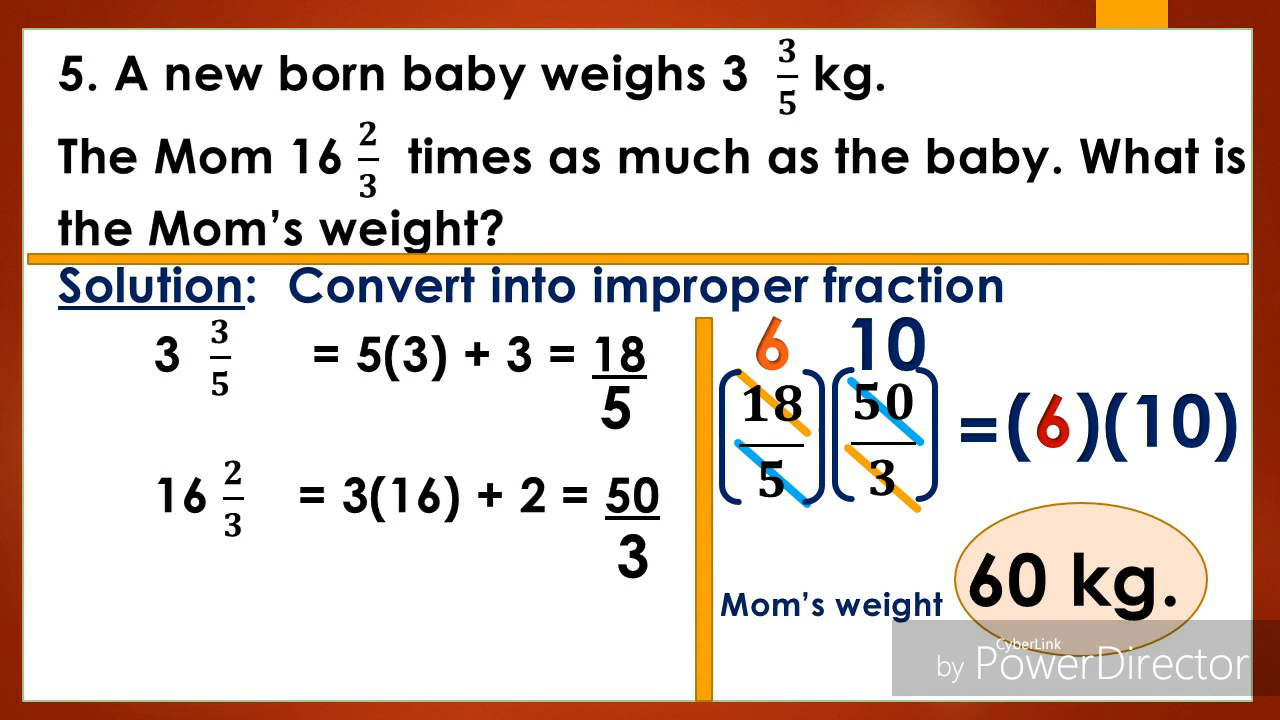 5. A new born baby weighs 3 3/5 kg.
The Mom 16 2/3 times as much as the baby. What is
the Mom's weight?
Solution: Convert into improper fraction
3 3/5 = 5(3) + 3 = 18/5
16 2/3 = 3(16) + 2 = 50/3
6 10
(18/5)(50/3) =(6)(10)
Mom's weight 60 kg.
CyberLink
by PowerDirector